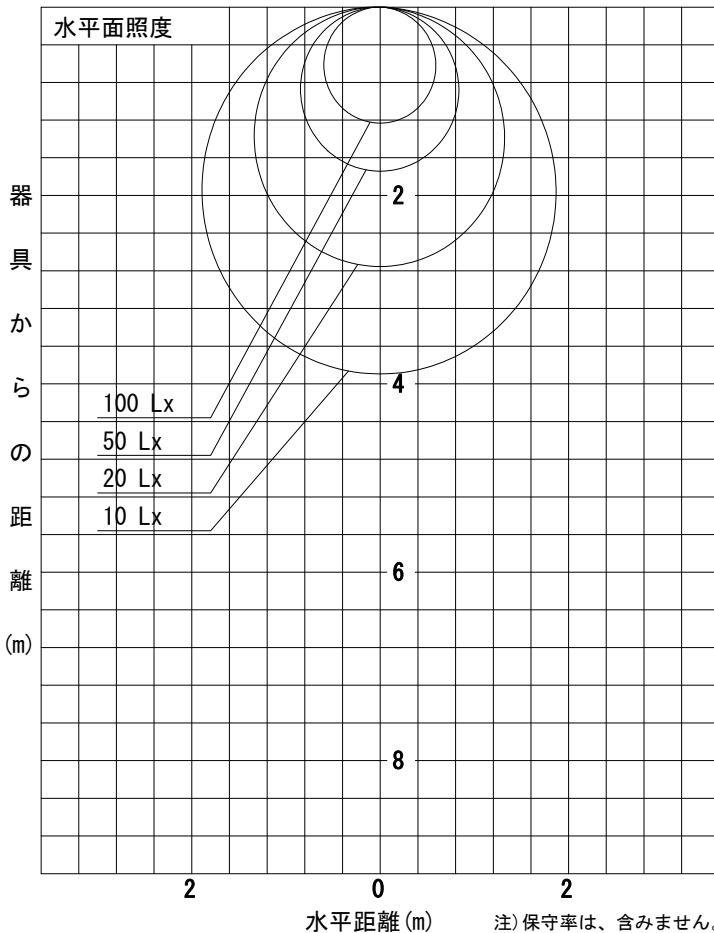 水平面照度
器具からの距離(m)
2
4
6
8
100 Lx
50 Lx
20 Lx
10 Lx
2
0
2
水平距離(m)
注)保守率は、含みません。